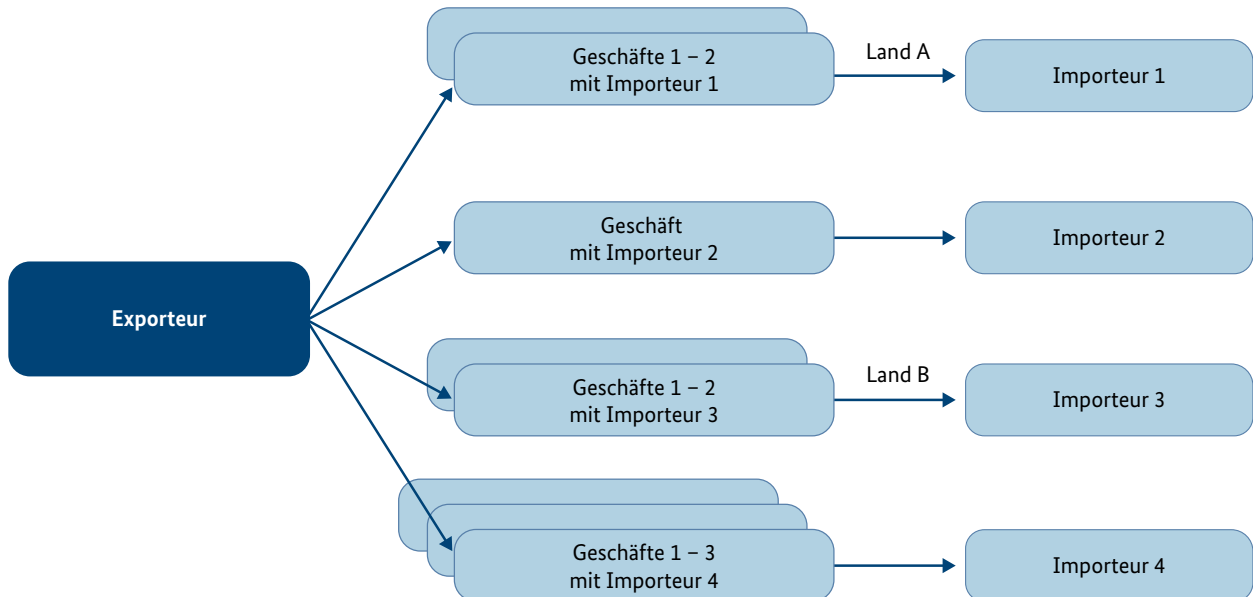 Geschäfte 1 – 2
mit Importeur 1
Land A
Importeur 1
Geschäft
mit Importeur 2
Importeur 2
Exporteur
Geschäfte 1 – 2
mit Importeur 3
Land B
Importeur 3
Geschäfte 1 – 3
mit Importeur 4
Importeur 4